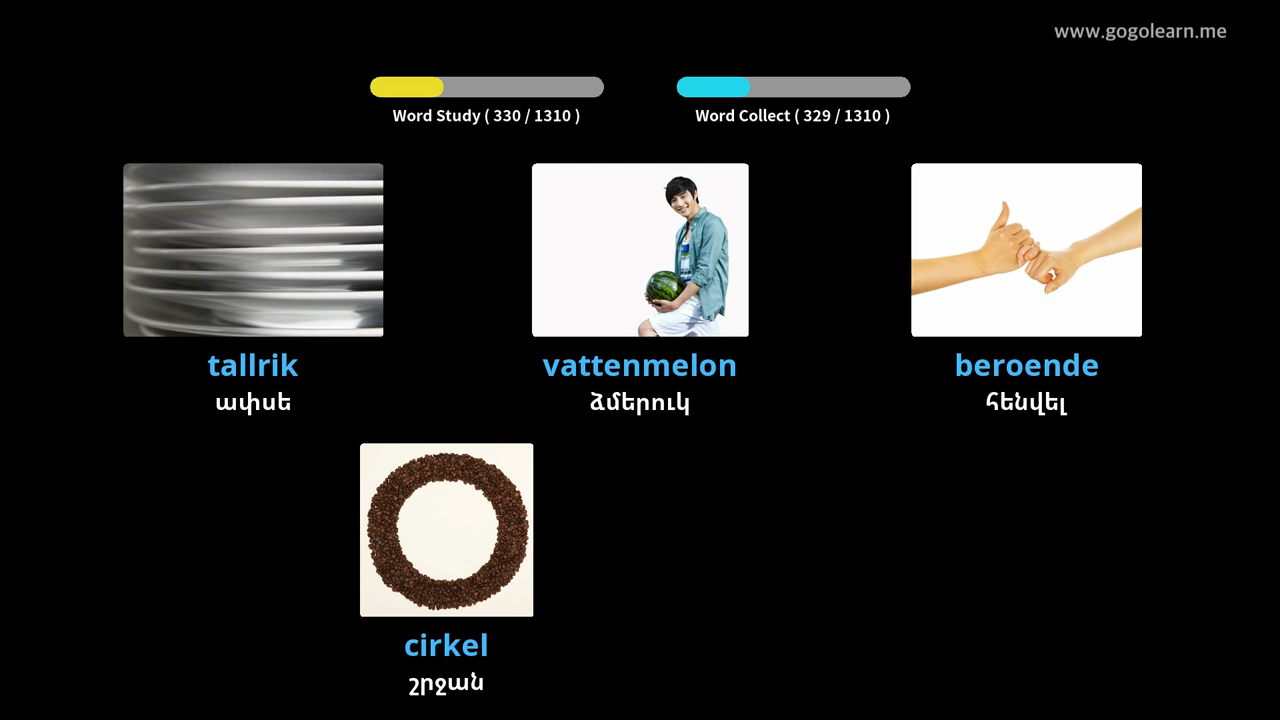 www.gogolearn.me
Word Study ( 330 / 1310 )
Word Collect ( 329 / 1310 )
tallrik
ափսե
vattenmelon
ձմերուկ
beroende
հենվել
cirkel
շրջան